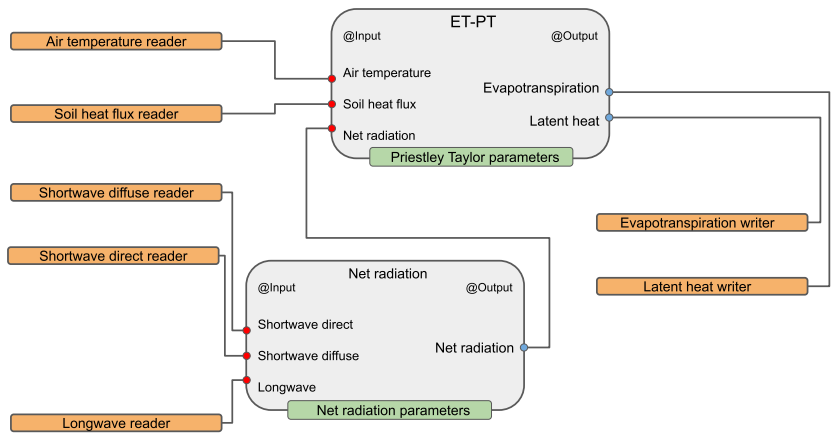 ET-PT
@Input
@Output
Air temperature reader
Air temperature
Evapotranspiration
Soil heat flux reader
Soil heat flux
Latent heat
Net radiation
Priestley Taylor parameters
Shortwave diffuse reader
Evapotranspiration writer
Shortwave direct reader
Net radiation
@Input
@Output
Latent heat writer
Shortwave direct
Shortwave diffuse
Net radiation
Longwave
Net radiation parameters
Longwave reader